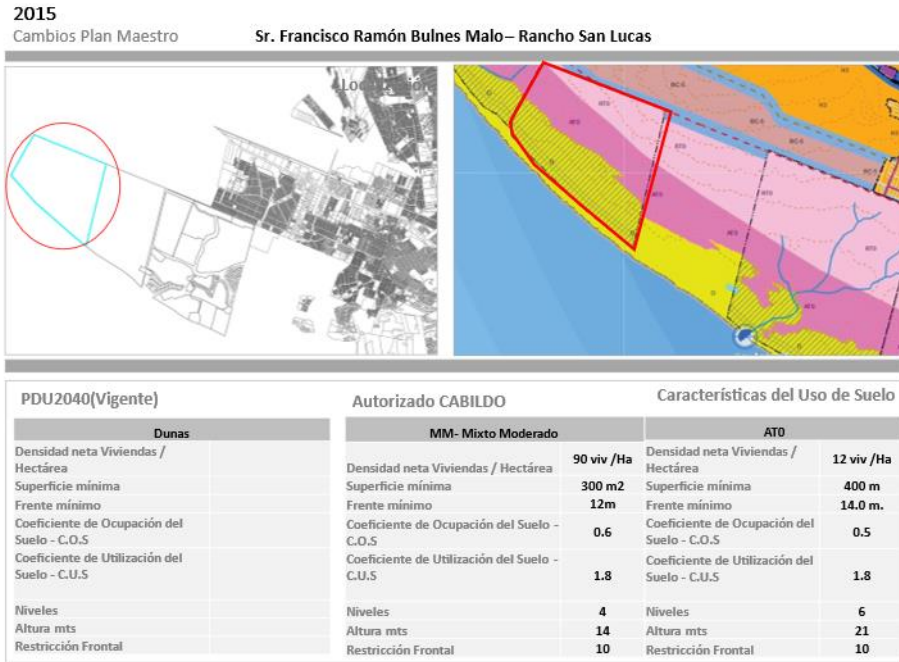 2015
Cambios Plan Maestro
Sr. Francisco Ramón Bulnes Malo– Rancho San Lucas
PDU2040(Vigente)
Dunas
Densidad neta Viviendas /
Hectárea
Superficie mínima
Frente mínimo
Coeficiente de Ocupación del
Suelo - C.O.S
Coeficiente de Utilización del
Suelo - C.U.S
Niveles
Altura mts
Restricción Frontal
Autorizado CABILDO
MM- Mixto Moderado
Densidad neta Viviendas / Hectárea 90 viv /Ha
Superficie mínima 300 m2
Frente mínimo 12m
Coeficiente de Ocupación del Suelo -
C.O.S 0.6
Coeficiente de Utilización del Suelo -
C.U.S 1.8
Niveles 4
Altura mts 14
Restricción Frontal 10
Características del Uso de Suelo
AT0
Densidad neta Viviendas /
Hectárea 12 viv /Ha
Superficie mínima 400 m
Frente mínimo 14.0 m.
Coeficiente de Ocupación del
Suelo - C.O.S 0.5
Coeficiente de Utilización del
Suelo - C.U.S 1.8
Niveles 6
Altura mts 21
Restricción Frontal 10